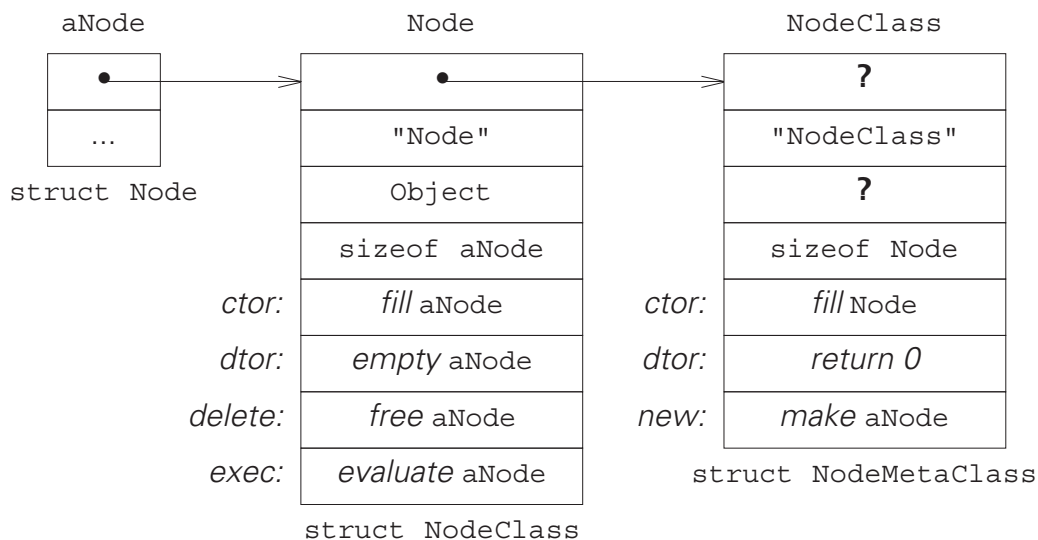 aNode
...
struct Node
Node
"Node"
Object
sizeof aNode
ctor: fill aNode
dtor: empty aNode
delete: free aNode
exec: evaluate aNode
struct NodeClass
NodeClass
?
"NodeClass"
?
sizeof Node
ctor: fill Node
dtor: return 0
new: make aNode
struct NodeMetaClass